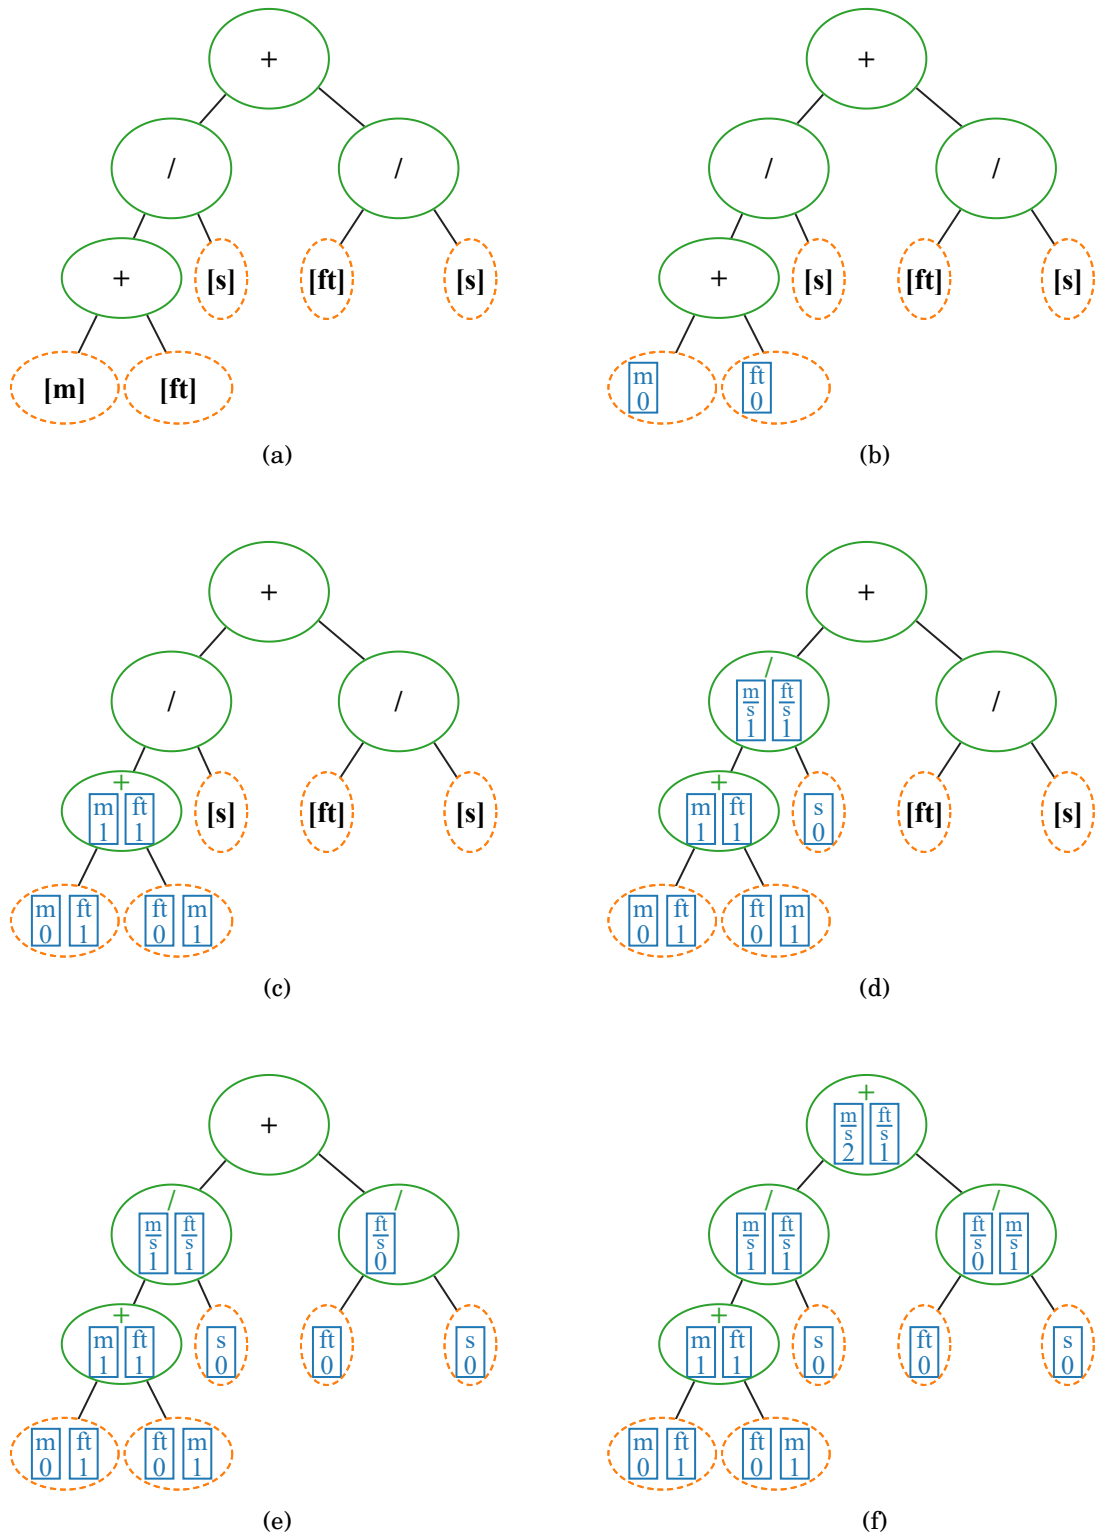 + +
/ / / /
+ [s] [ft] [s] + [s] [ft] [s]
[m] [ft] m ft
0 0
(a) (b)
+ +
/ / / /
m ft
s s
1 1
+ [s] [ft] [s] + s [ft] [s]
m ft m ft
1 1 1 1 0
m ft ft m m ft ft m
0 1 0 1 0 1 0 1
(c) (d)
+ +
m ft
s s
2 1
/ / / /
m ft ft m ft ft m
s s s s s s s
1 1 0 1 1 0 1
+ s ft s + s ft s
m ft m ft
1 1 0 0 0 1 1 0 0 0
m ft ft m m ft ft m
0 1 0 1 0 1 0 1
(e) (f)